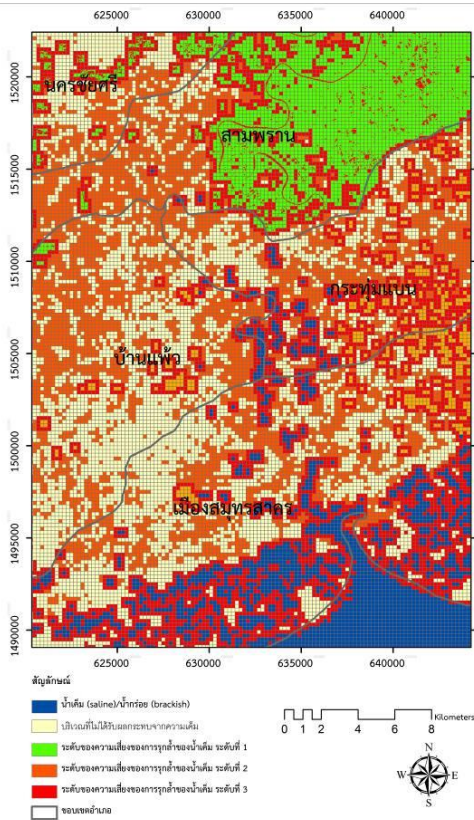 625000 630000 635000 640000
1520000
1515000
1510000
1505000
1500000
1495000
1490000
นครชัยศรี
สามพราน
กระทุ่มแบน
บ้านแพ้ว
เมืองสมุทรสาคร
625000 630000 635000 640000
สัญลักษณ์
น้ำเค็ม (saline)/น้ำกร่อย (brackish)
บริเวณที่ไม่ได้รับผลกระทบจากความเค็ม
ระดับของความเสี่ยงของการรุกล้ำของน้ำเค็ม ระดับที่ 1
ระดับของความเสี่ยงของการรุกล้ำของน้ำเค็ม ระดับที่ 2
ระดับของความเสี่ยงของการรุกล้ำของน้ำเค็ม ระดับที่ 3
ขอบเขตอำเภอ
Kilometers
0 1 2 4 6 8
N
W E
S